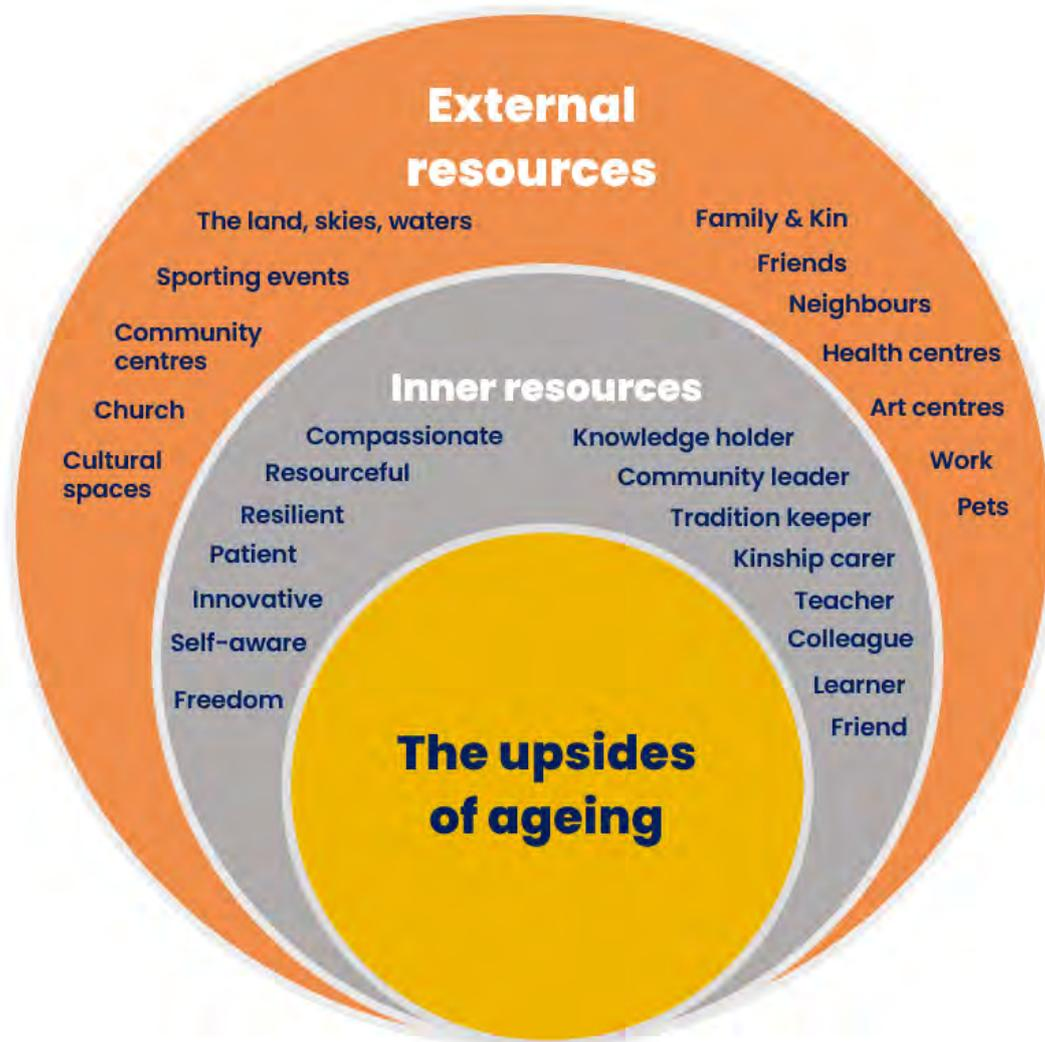 External
resources
The land, skies, waters
Sporting events
Community
centres
Church
Cultural
spaces
Family & Kin
Friends
Neighbours
Health centres
Art centres
Work
Pets
Inner resources
Compassionate
Resourceful
Resilient
Patient
Innovative
Self-aware
Freedom
Knowledge holder
Community leader
Tradition keeper
Kinship carer
Teacher
Colleague
Learner
Friend
The upsides
of ageing